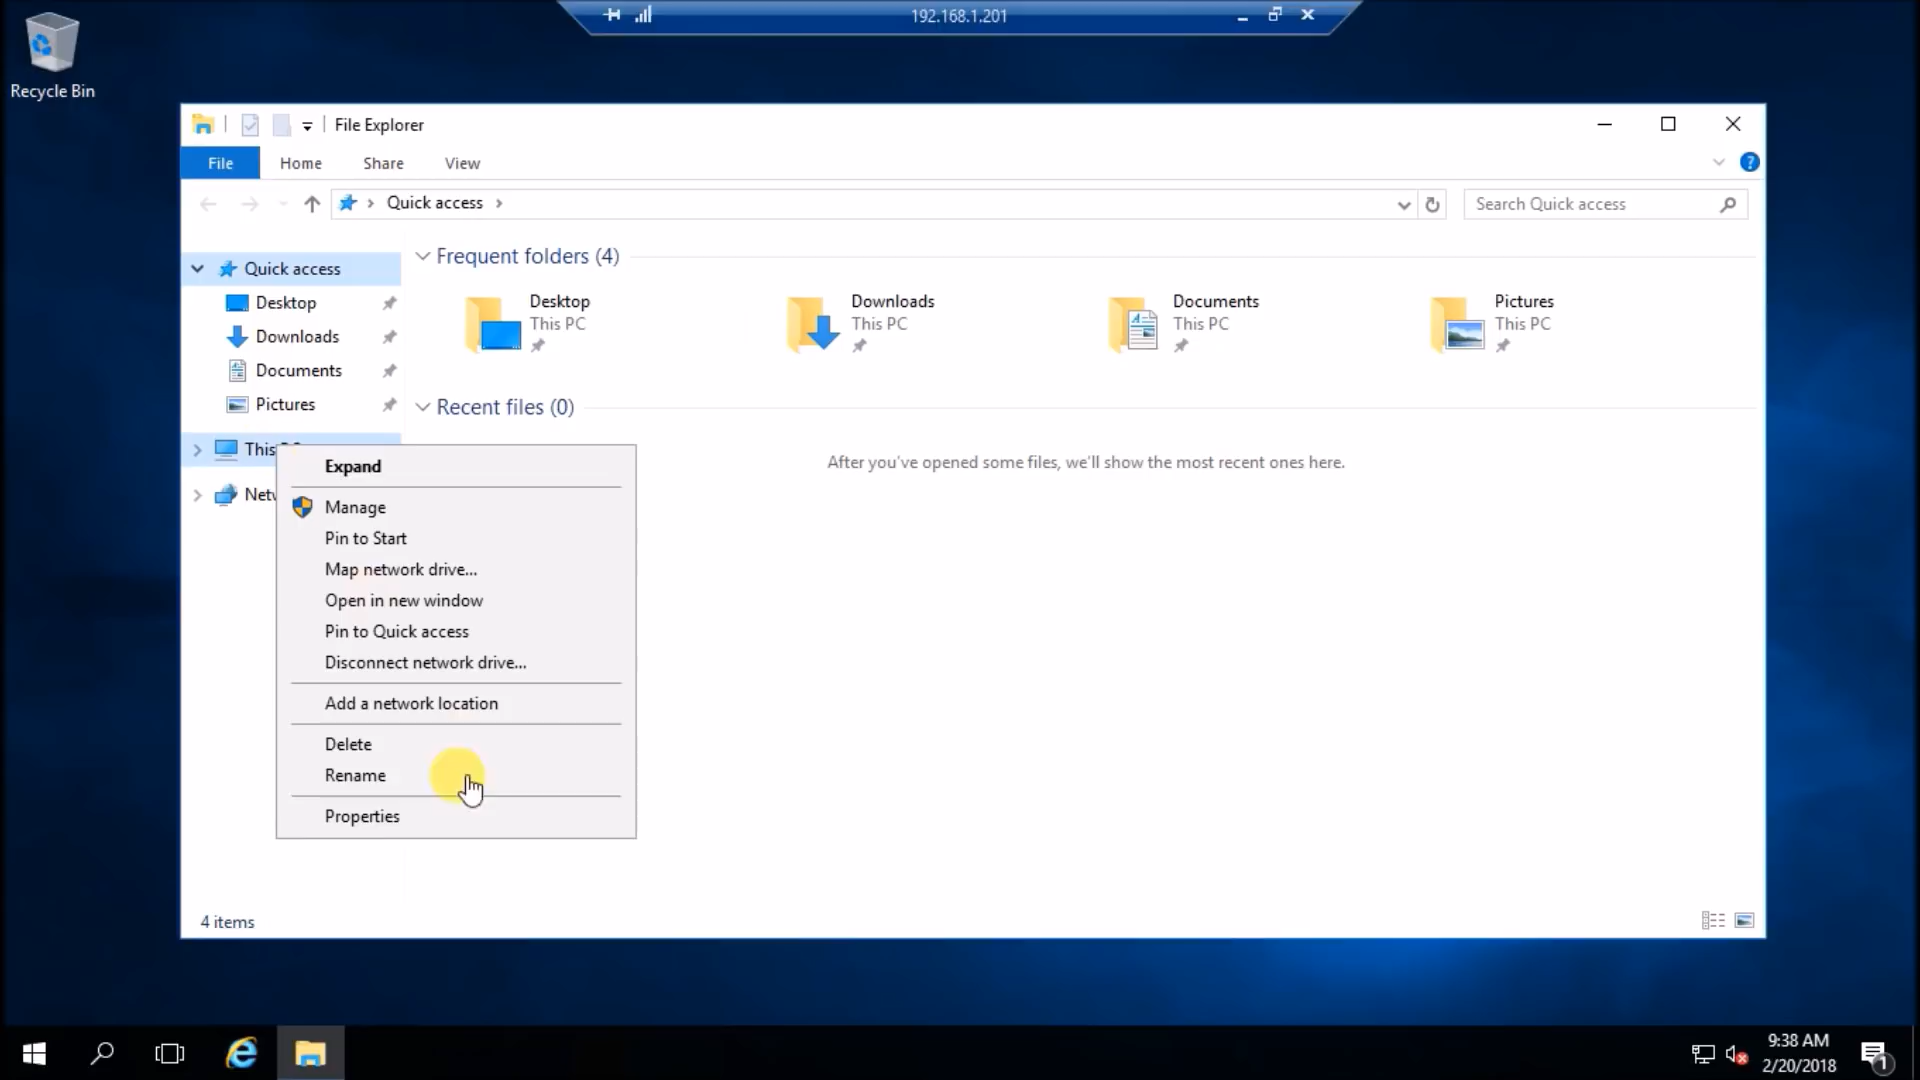 192.168.1.201
Recycle Bin
File Explorer
File Home Share View
Quick access
Search Quick access
Quick access
Desktop
Downloads
Documents
Pictures
This
Netw
Frequent folders (4)
Desktop
This PC
Downloads
This PC
Documents
This PC
Pictures
This PC
Recent files (0)
After you've opened some files, we'll show the most recent ones here.
Expand
Manage
Pin to Start
Map network drive...
Open in new window
Pin to Quick access
Disconnect network drive...
Add a network location
Delete
Rename
Properties
4 items
9:38 AM
2/20/2018
1